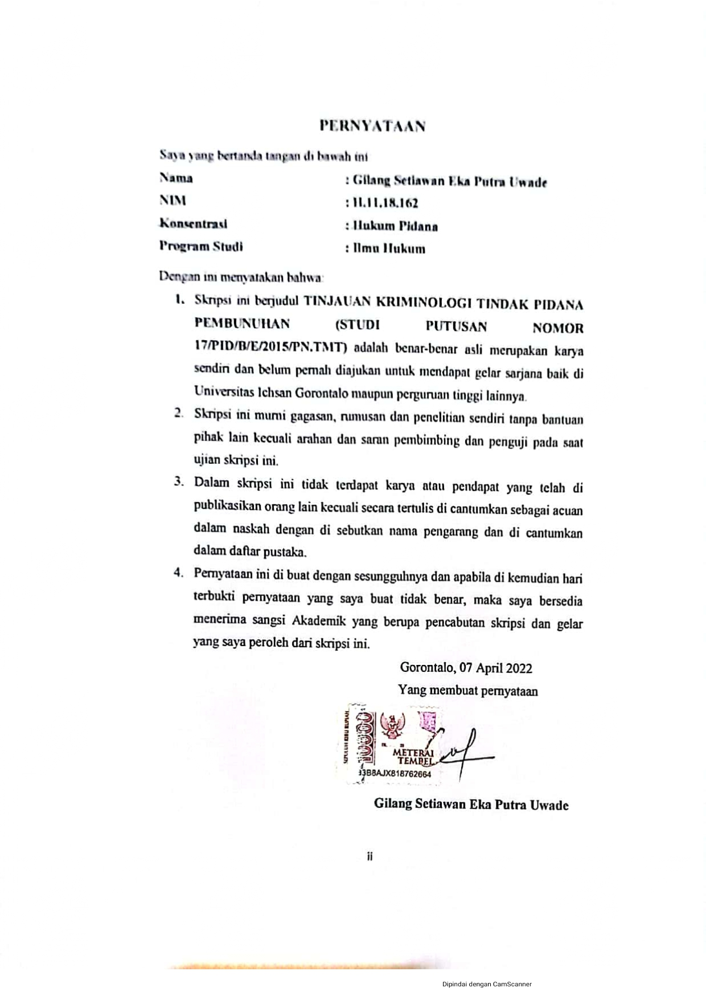 PERNYATAAN
Saya yang bertanda tangan di bawah ini
Nama : Gilang Setiawan Eka Putra Uwade
NIM : H.11.18.162
Konsentrasi : Hukum Pidana
Program Studi : Ilmu Hukum
Dengan ini menyatakan bahwa:
1. Skripsi ini berjudul TINJAUAN KRIMINOLOGI TINDAK PIDANA
PEMBUNUHAN (STUDI PUTUSAN NOMOR
17/PID/B/E/2015/PN.TMT) adalah benar-benar asli merupakan karya
sendiri dan belum pernah diajukan untuk mendapat gelar sarjana baik di
Universitas Ichsan Gorontalo maupun perguruan tinggi lainnya.
2. Skripsi ini murni gagasan, rumusan dan penelitian sendiri tanpa bantuan
pihak lain kecuali arahan dan saran pembimbing dan penguji pada saat
ujian skripsi ini.
3. Dalam skripsi ini tidak terdapat karya atau pendapat yang telah di
publikasikan orang lain kecuali secara tertulis di cantumkan sebagai acuan
dalam naskah dengan di sebutkan nama pengarang dan di cantumkan
dalam daftar pustaka.
4. Pernyataan ini di buat dengan sesungguhnya dan apabila di kemudian hari
terbukti pernyataan yang saya buat tidak benar, maka saya bersedia
menerima sangsi Akademik yang berupa pencabutan skripsi dan gelar
yang saya peroleh dari skripsi ini.
Gorontalo, 07 April 2022
Yang membuat pernyataan
SEPULUH RIBU RUPIAH
10000
METERAI
TEMPEL
33B8AJX818762664
Gilang Setiawan Eka Putra Uwade
ii
Dipindai dengan CamScanner